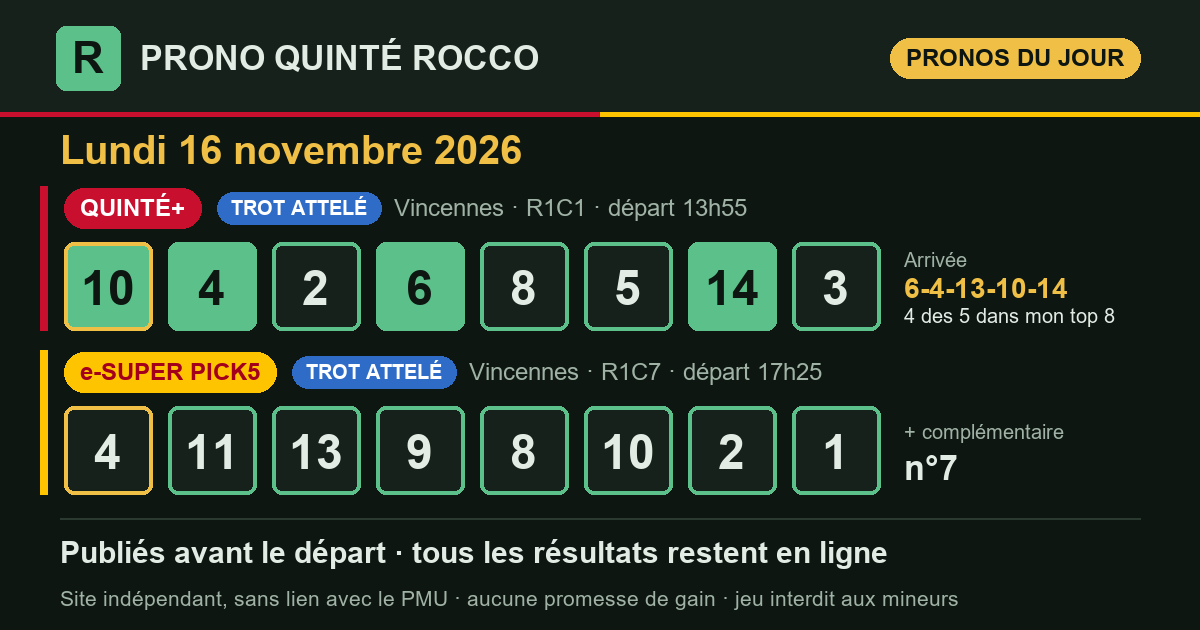 R PRONO QUINTÉ ROCCO PRONOS DU JOUR
Lundi 16 novembre 2026
QUINTÉ+ TROT ATTELÉ Vincennes · R1C1 · départ 13h55
10 4 2 6 8 5 14 3
Arrivée
6-4-13-10-14
4 des 5 dans mon top 8
e-SUPER PICK5 TROT ATTELÉ Vincennes · R1C7 · départ 17h25
4 11 13 9 8 10 2 1
+ complémentaire
n°7
Publiés avant le départ · tous les résultats restent en ligne
Site indépendant, sans lien avec le PMU · aucune promesse de gain · jeu interdit aux mineurs